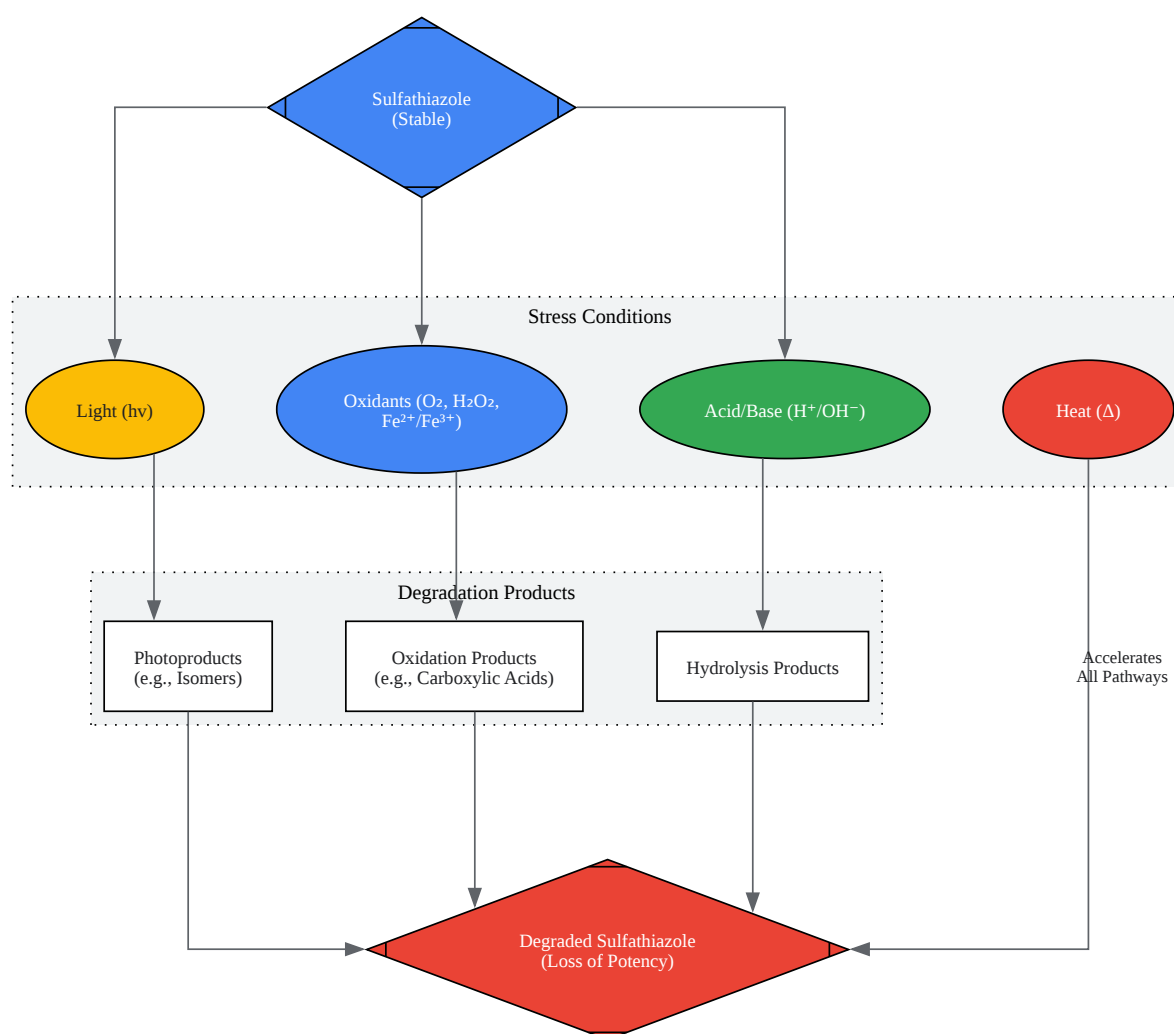 Sulfathiazole
(Stable)
Stress Conditions
Light (hv)
Oxidants (O₂, H₂O₂,
Fe²⁺/Fe³⁺)
Acid/Base (H⁺/OH⁻)
Heat (Δ)
Degradation Products
Photoproducts
(e.g., Isomers)
Oxidation Products
(e.g., Carboxylic Acids)
Hydrolysis Products
Accelerates
All Pathways
Degraded Sulfathiazole
(Loss of Potency)